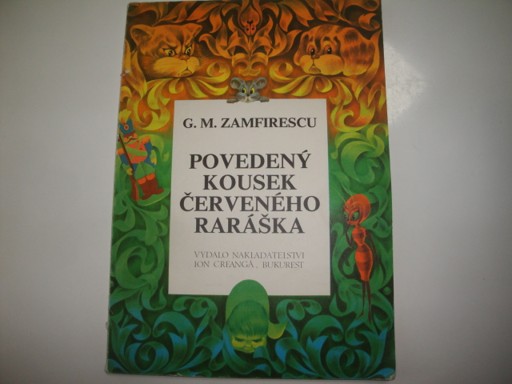 G. M. ZAMFIRESCU
POVEDENÝ
KOUSEK
ČERVENÉHO
RARÁŠKA
VYDALO NAKLADATELSTVÍ
ION CREANGĂ, BUKUREŠŤ